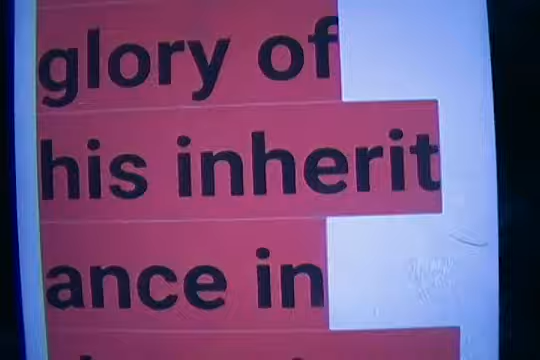 glory of
his inherit
ance in